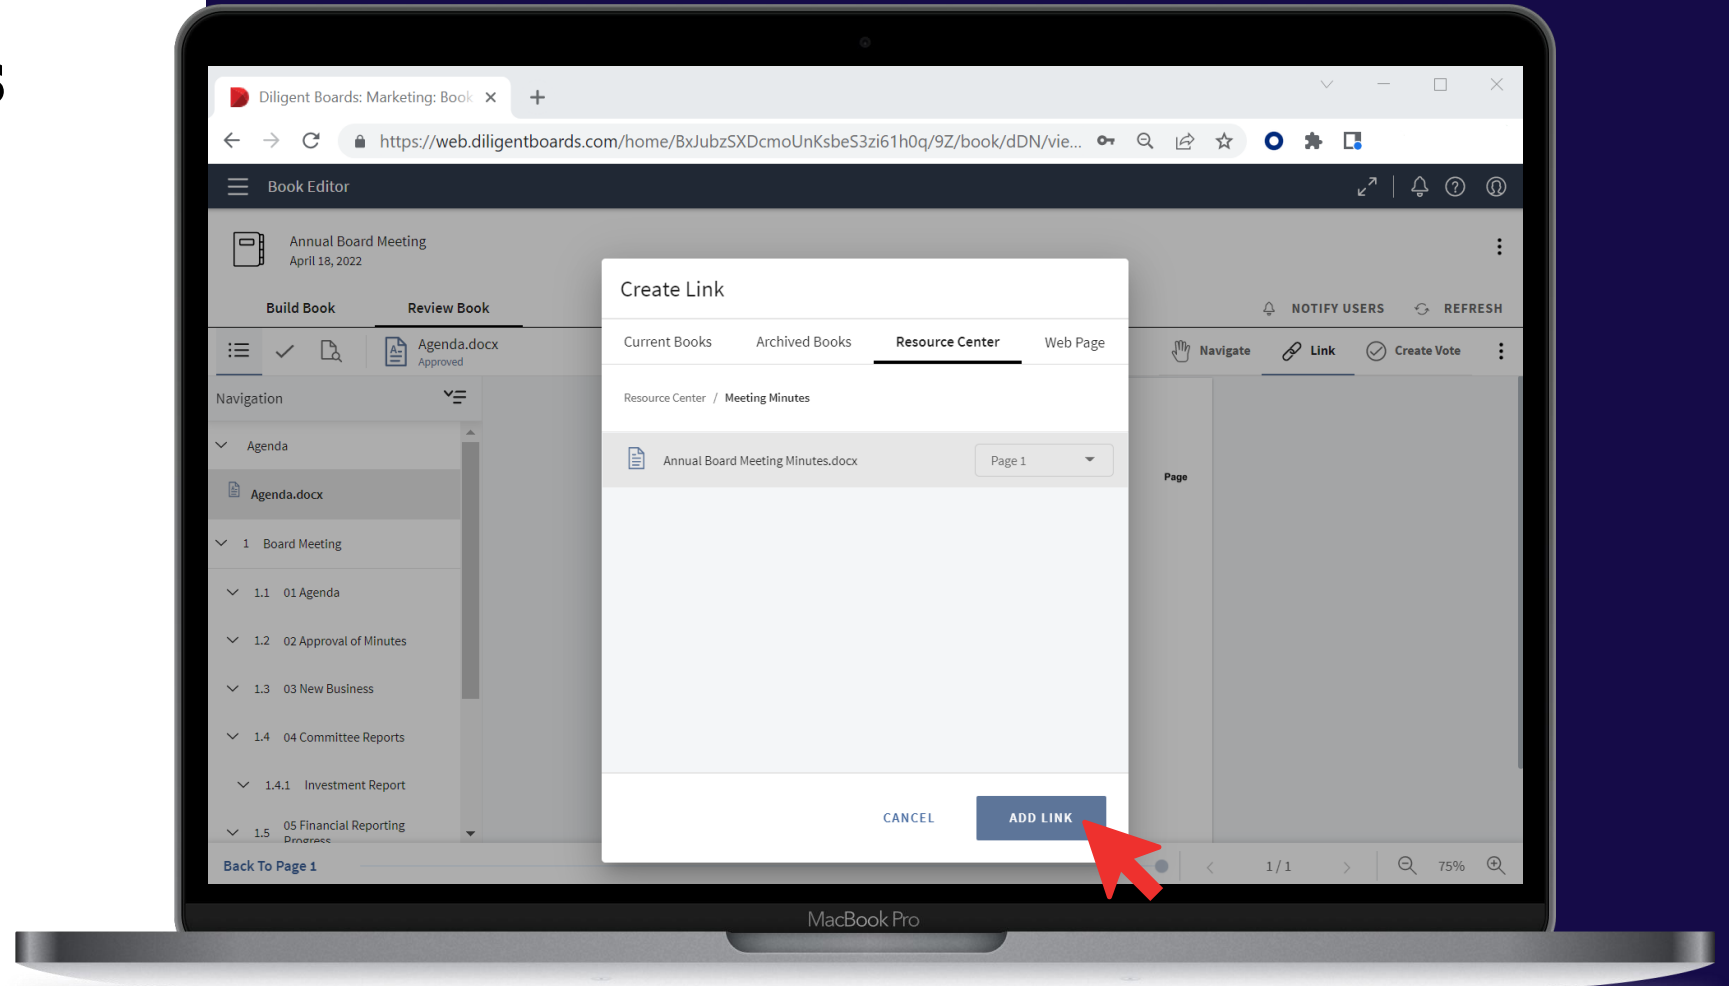 s
Diligent Boards: Marketing: Book
https://web.diligentboards.com/home/BxJubzSXDcmoUnKsbeS3zi61h0q/9Z/book/dDN/vie...
Book Editor
Annual Board Meeting
April 18, 2022
Build Book Review Book
NOTIFY USERS REFRESH
Agenda.docx
Approved
Navigate Link Create Vote
Navigation
Agenda
Agenda.docx
1 Board Meeting
1.1 01 Agenda
1.2 02 Approval of Minutes
1.3 03 New Business
1.4 04 Committee Reports
1.4.1 Investment Report
1.5 05 Financial Reporting
Progress
Back To Page 1
Create Link
Current Books Archived Books Resource Center Web Page
Resource Center / Meeting Minutes
Annual Board Meeting Minutes.docx Page 1
CANCEL ADD LINK
Page
1 / 1
75%
MacBook Pro